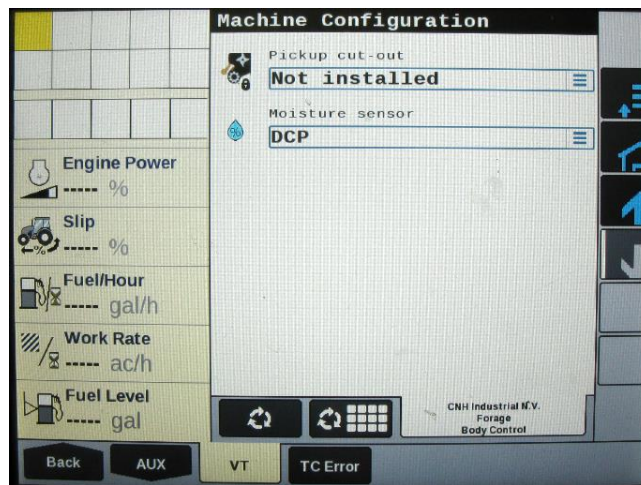 Machine Configuration
Pickup cut-out
Not installed
Moisture sensor
%
DCP
Engine Power
----- %
Slip
%
----- %
Fuel/Hour
----- gal/h
Work Rate
----- ac/h
Fuel Level
----- gal
CNH Industrial N.V.
Forage
Body Control
Back
AUX
VT
TC Error